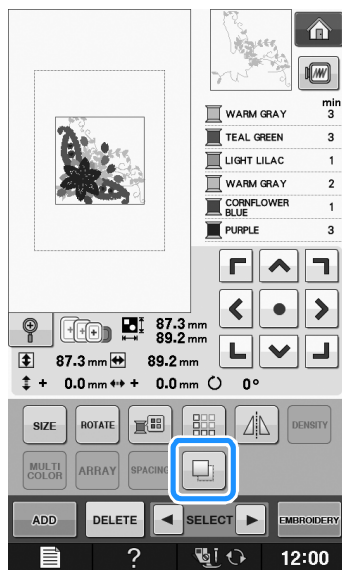 min
WARM GRAY 3
TEAL GREEN 3
LIGHT LILAC 1
WARM GRAY 2
CORNFLOWER BLUE 1
PURPLE 3
87.3 mm
89.2 mm
87.3 mm 89.2 mm
+ 0.0 mm + 0.0 mm 0°
SIZE ROTATE DENSITY
MULTI COLOR ARRAY SPACING
ADD DELETE SELECT EMBROIDERY
? 12:00